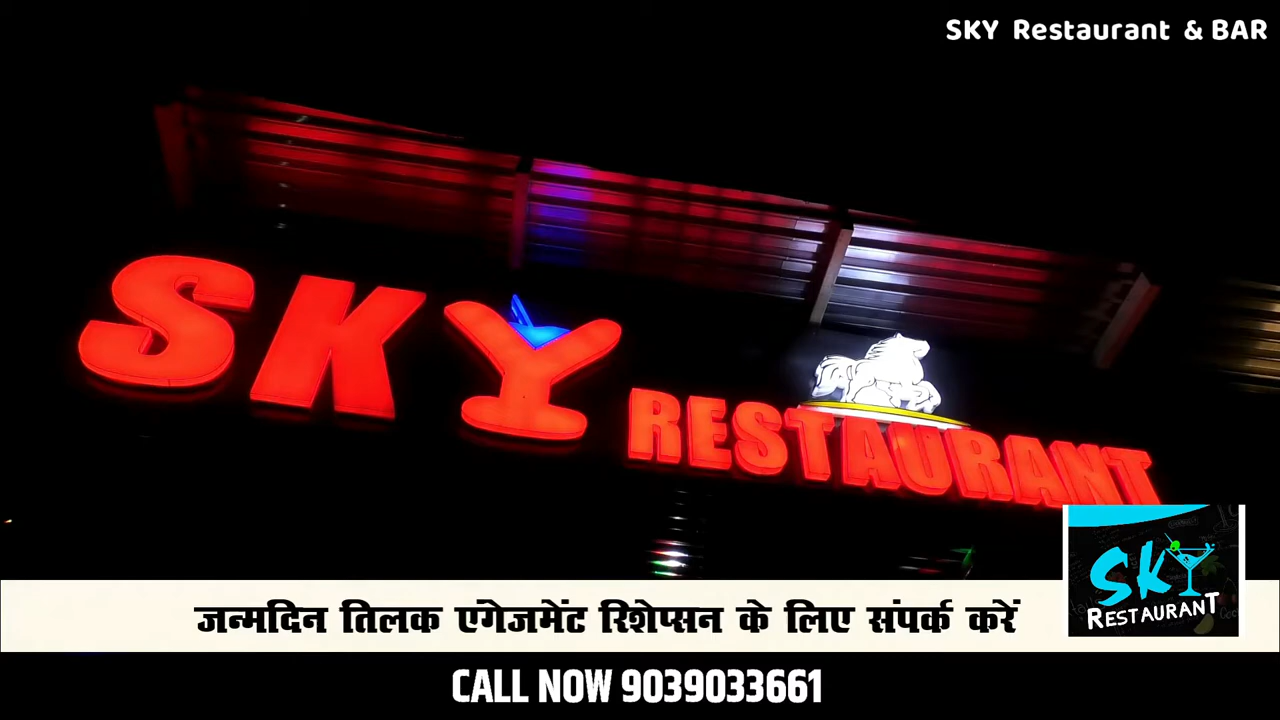 SKY Restaurant & BAR
SKY RESTAURANT
SKY
RESTAURANT
जन्मदिन तिलक एंगेजमेंट रिशेप्सन के लिए संपर्क करें
CALL NOW 9039033661